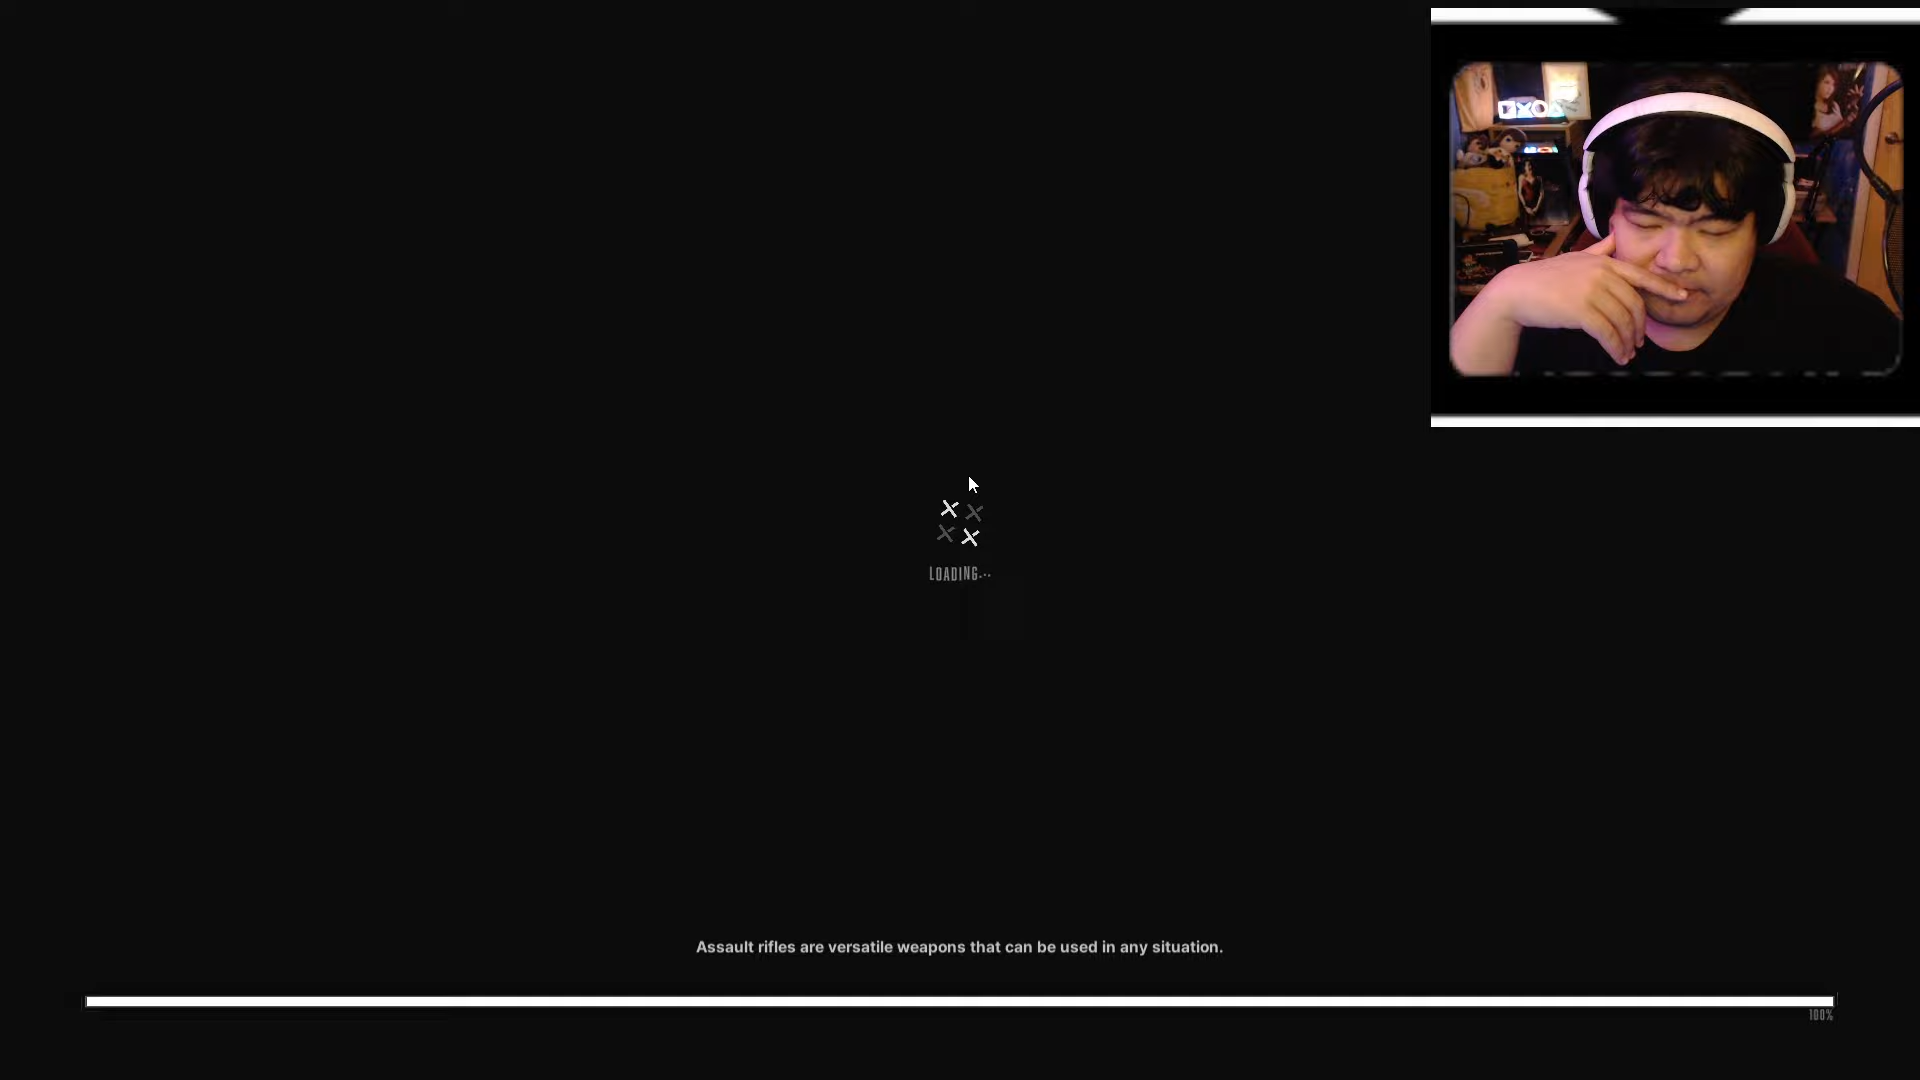 LOADING...
Assault rifles are versatile weapons that can be used in any situation.
100%